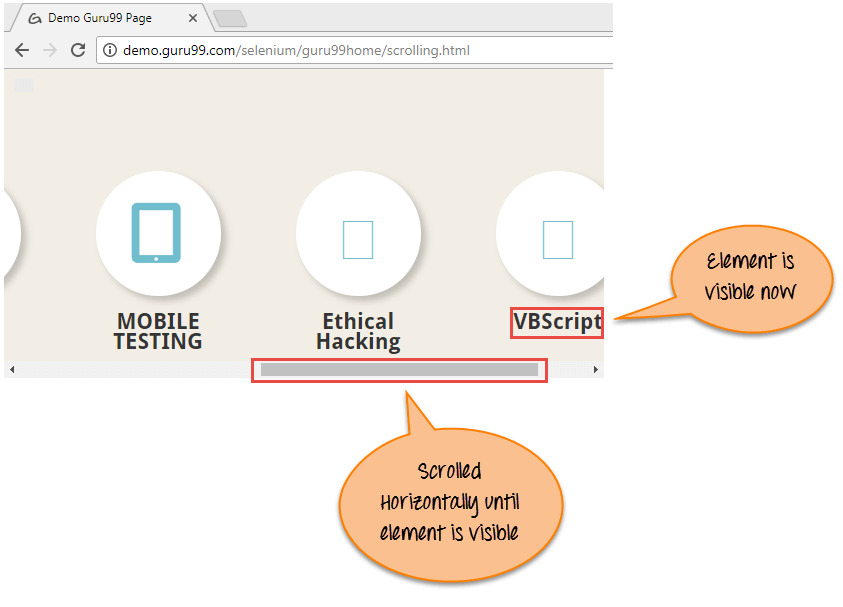 Demo Guru99 Page
demo.guru99.com/selenium/guru99home/scrolling.html
MOBILE
TESTING
Ethical
Hacking
VBScript
Element is
visible now
Scrolled
Horizontally until
element is visible